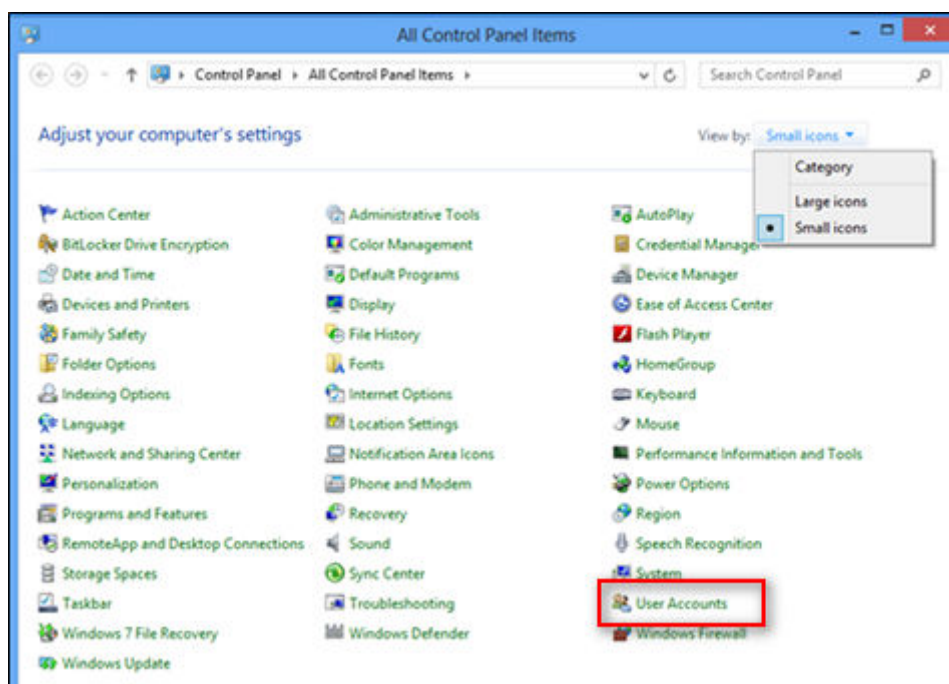 All Control Panel Items
Control Panel All Control Panel Items Search Control Panel
Adjust your computer's settings View by: Small icons
Category
Large icons
Small icons
Action Center Administrative Tools AutoPlay
BitLocker Drive Encryption Color Management Credential Manager
Date and Time Default Programs Device Manager
Devices and Printers Display Ease of Access Center
Family Safety File History Flash Player
Folder Options Fonts HomeGroup
Indexing Options Internet Options Keyboard
Language Location Settings Mouse
Network and Sharing Center Notification Area Icons Performance Information and Tools
Personalization Phone and Modem Power Options
Programs and Features Recovery Region
RemoteApp and Desktop Connections Sound Speech Recognition
Storage Spaces Sync Center System
Taskbar Troubleshooting User Accounts
Windows 7 File Recovery Windows Defender Windows Firewall
Windows Update